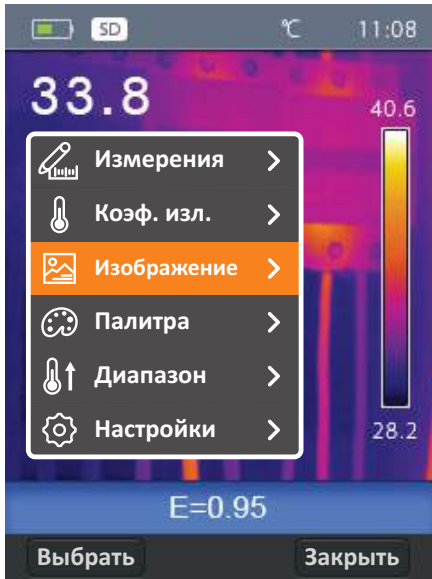 SD ℃ 11:08
33.8
40.6
Измерения
Коэф. изл.
Изображение
Палитра
Диапазон
Настройки
28.2
E=0.95
Выбрать Закрыть